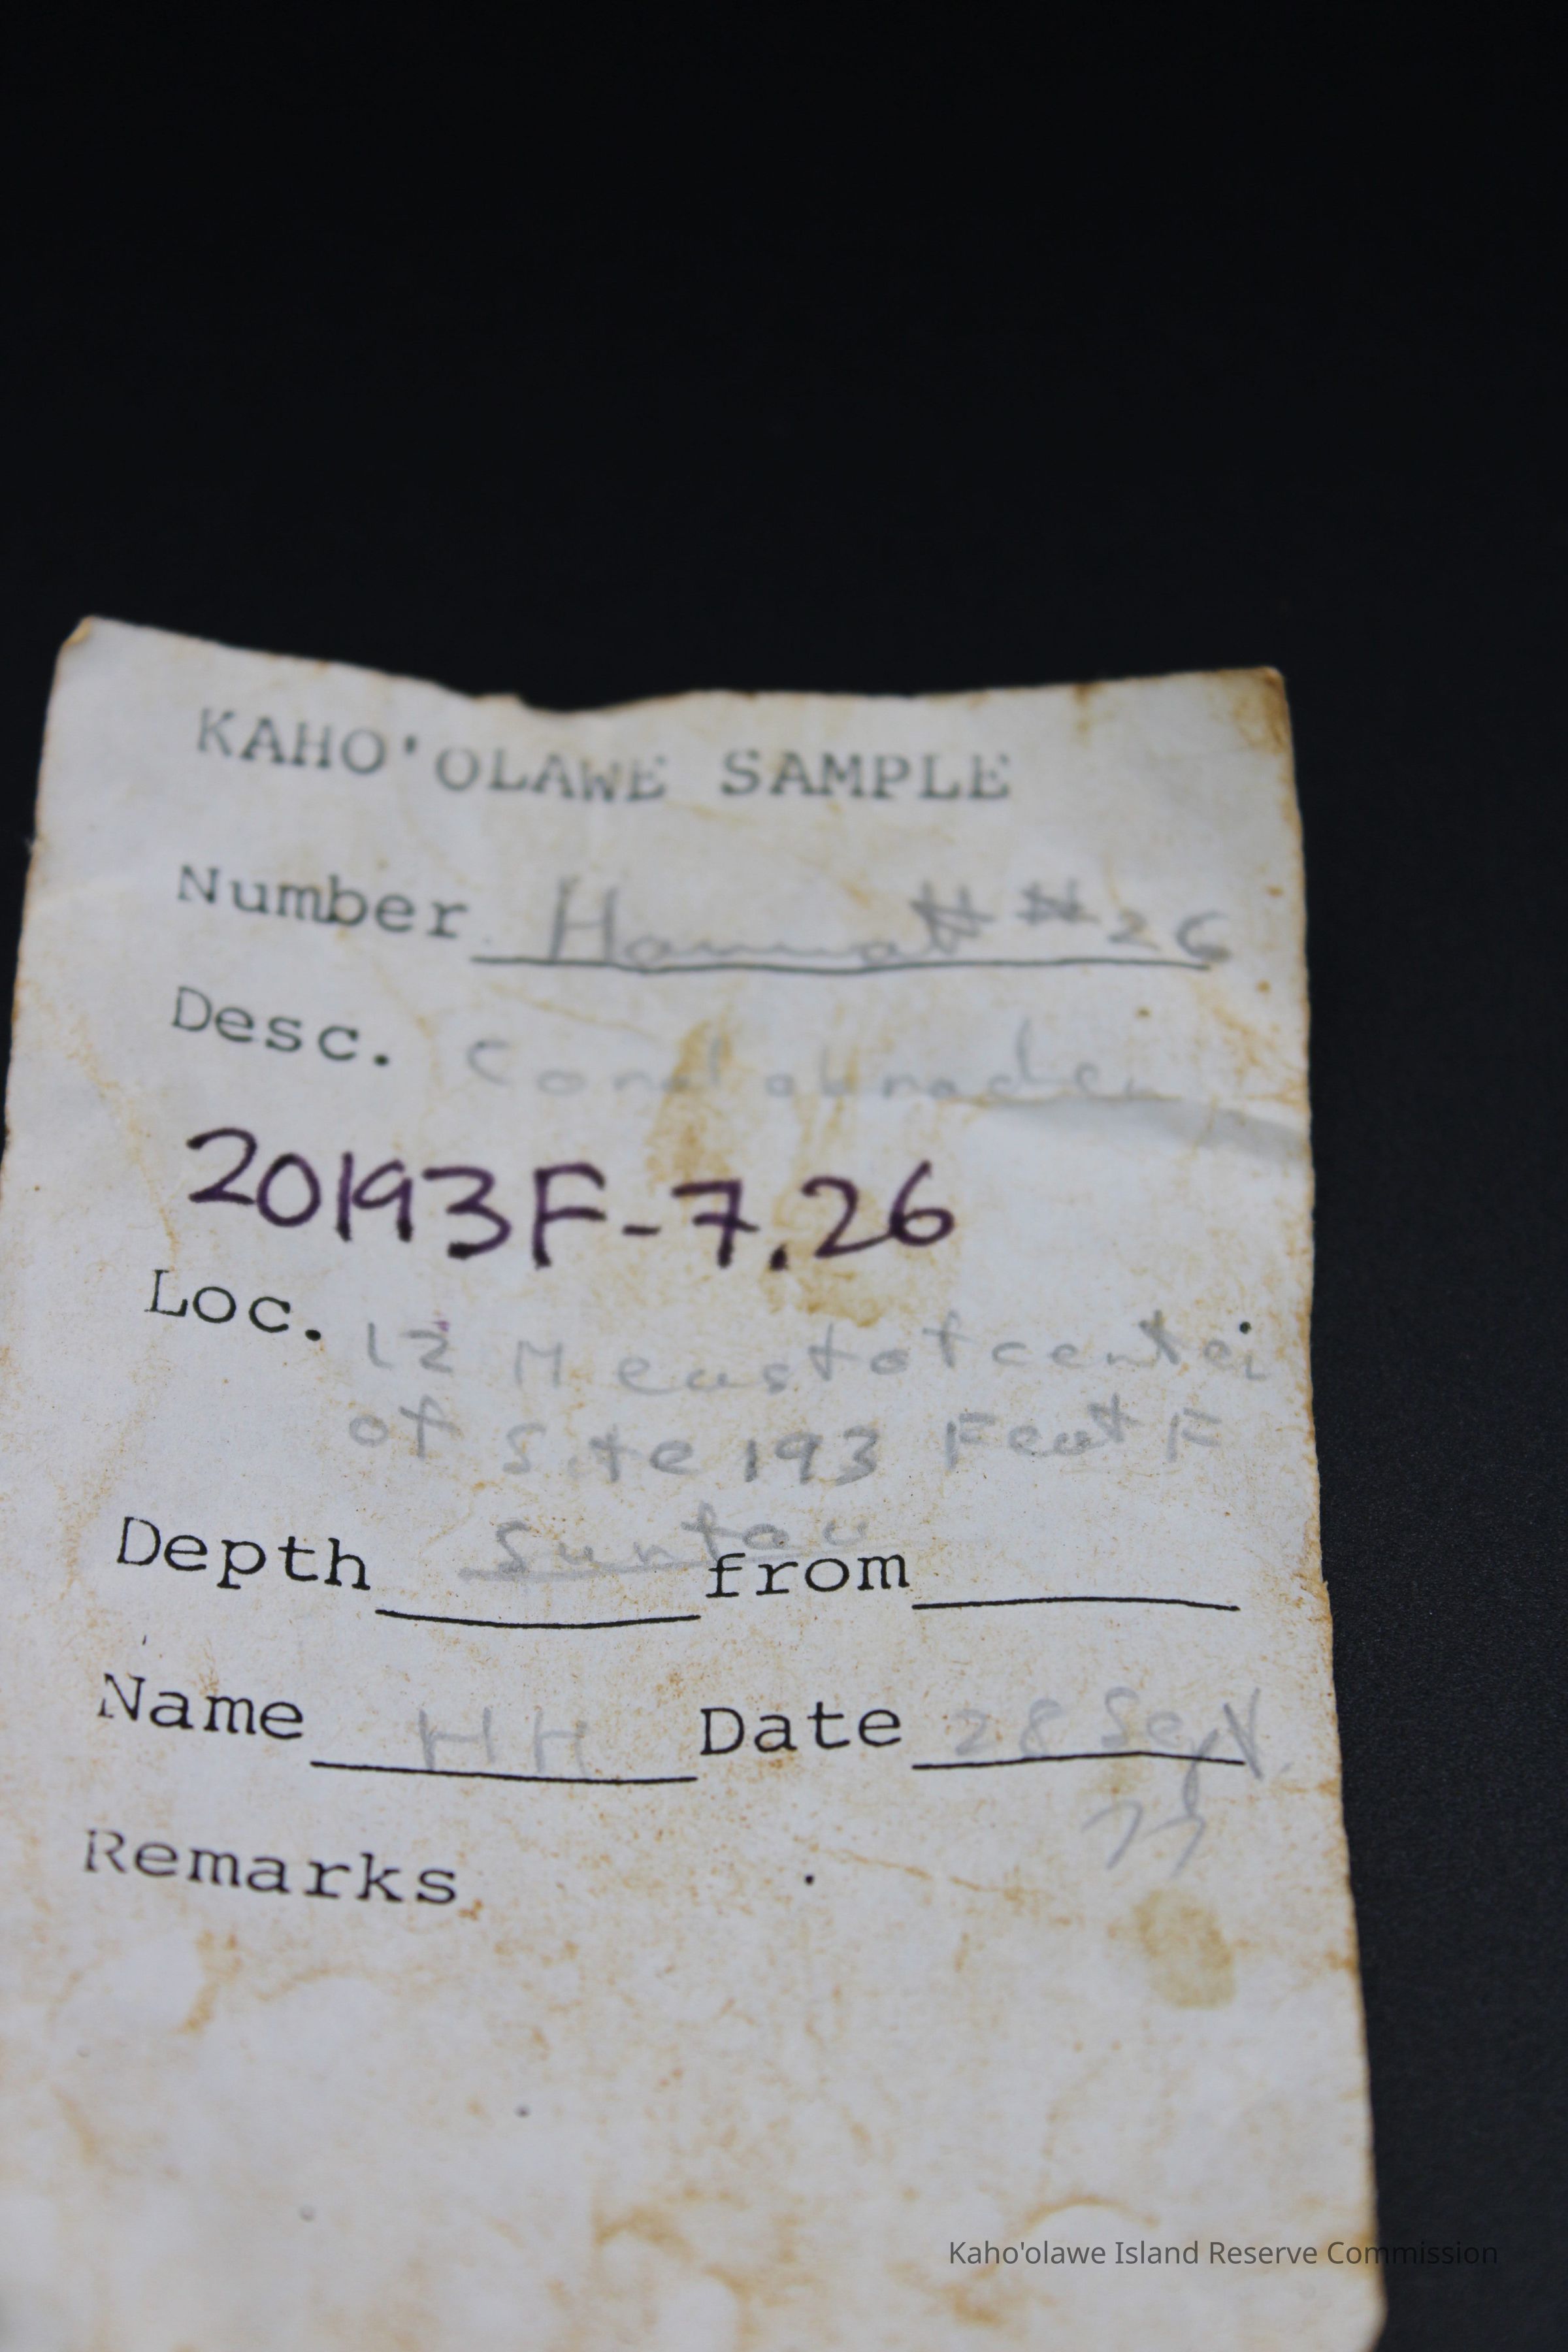 KAHO'OLAWE SAMPLE
Number Hammatt #26
Desc. Coral abrader
20193F-7.26
Loc. 12 M east of center
of Site 193 Feat F
Depth Surface from
Name HH Date 28 Sept.
79
Remarks
Kaho'olawe Island Reserve Commission